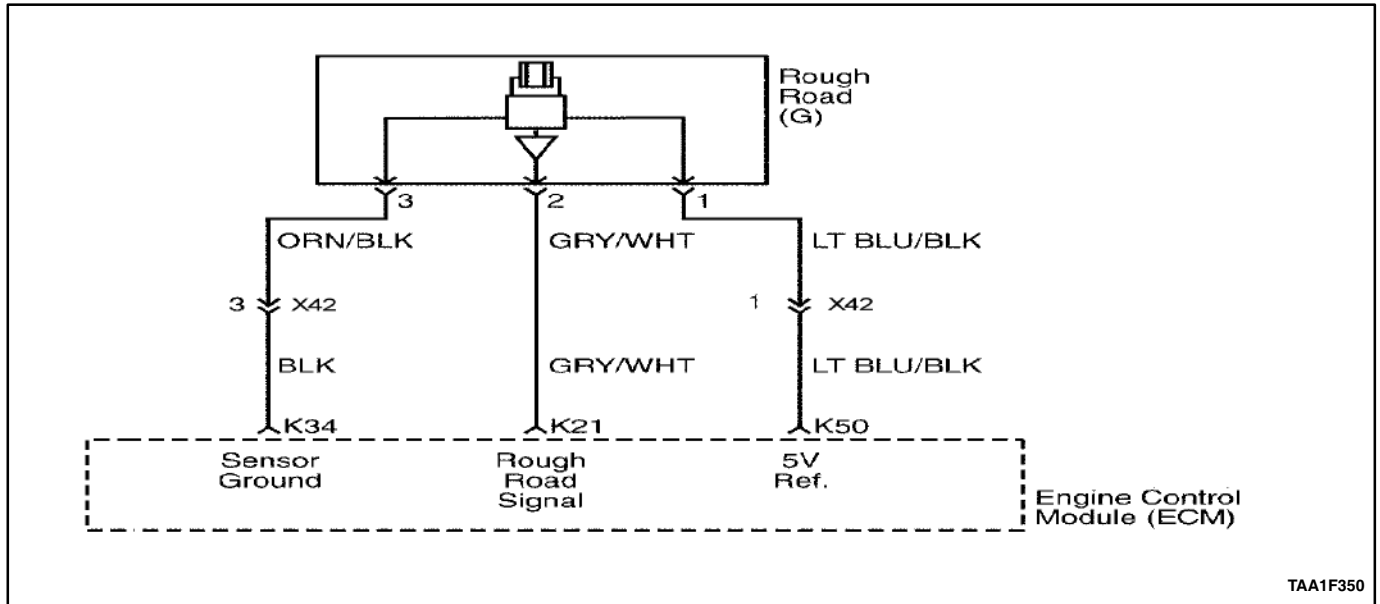 Rough
Road
(G)
3 2 1
ORN/BLK GRY/WHT LT BLU/BLK
3 X42 1 X42
BLK GRY/WHT LT BLU/BLK
K34 K21 K50
Sensor
Ground
Rough
Road
Signal
5V
Ref.
Engine Control
Module (ECM)
TAA1F350